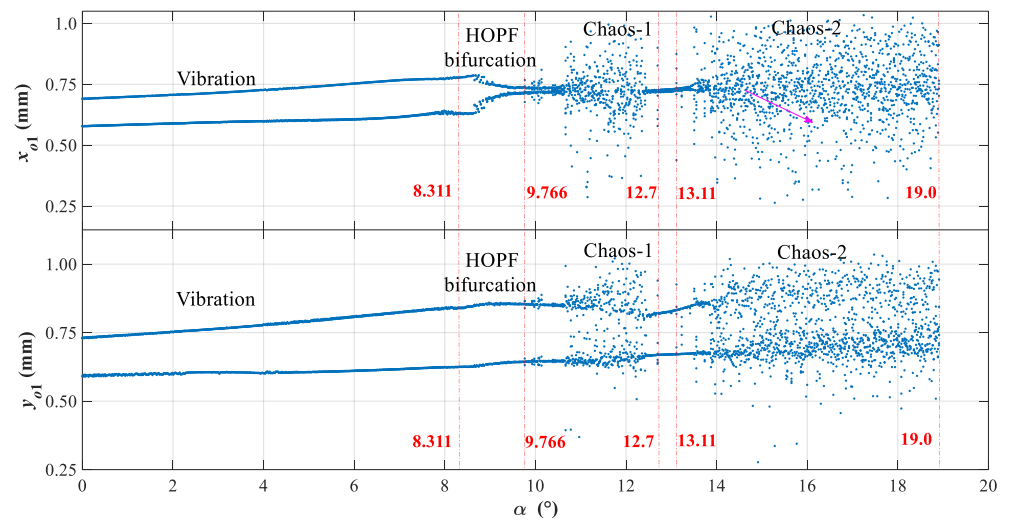 1.0
0.75
0.50
0.25
x_o1 (mm)
Vibration
HOPF
bifurcation
Chaos-1
Chaos-2
8.311
9.766
12.7
13.11
19.0
1.00
0.75
0.50
0.25
y_o1 (mm)
Vibration
HOPF
bifurcation
Chaos-1
Chaos-2
8.311
9.766
12.7
13.11
19.0
0
2
4
6
8
10
12
14
16
18
20
α (°)